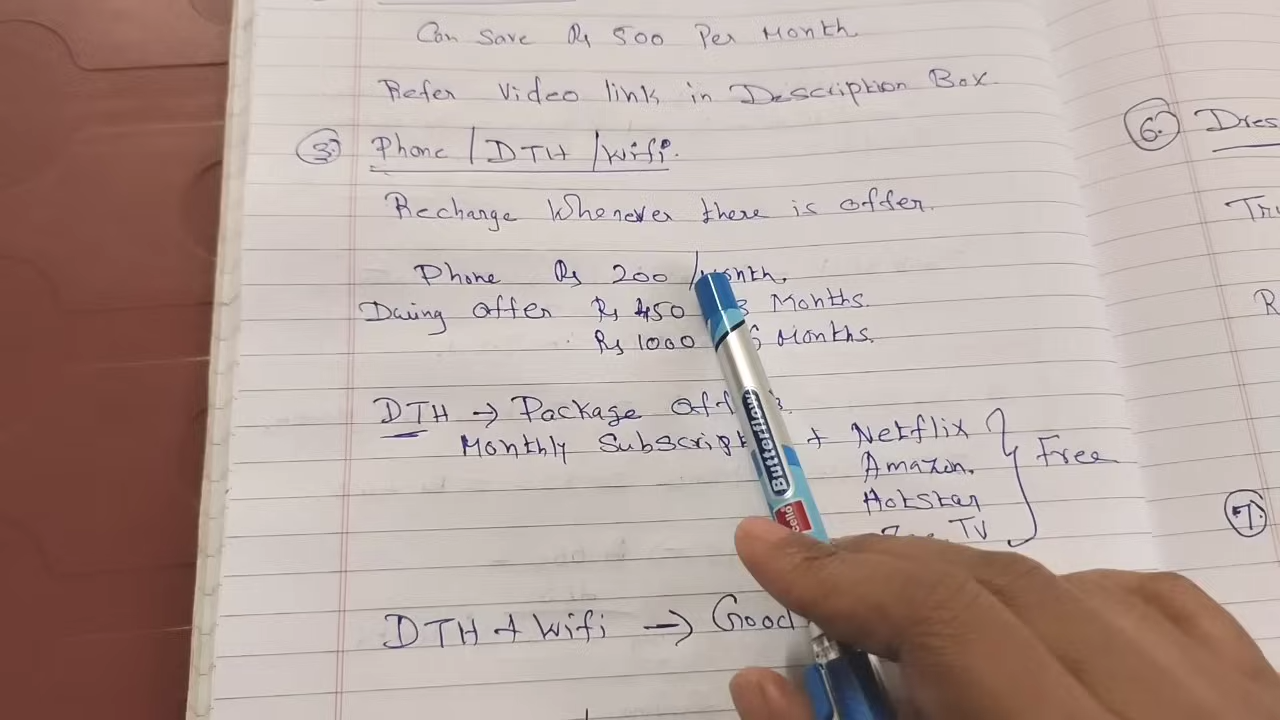 Can Save Rs 500 Per Month
Refer Video link in Description Box.
3. Phone / DTH / Wifi.
Recharge Whenever there is offer.
Phone Rs 200 /month.
During Offer Rs 450 3 Months.
Rs 1000 6 Months.
DTH → Package
Monthly + Netflix
Amazon.
Hotstar
TV
} Free
DTH + Wifi → Good
6.
7.
Butterflow
cello